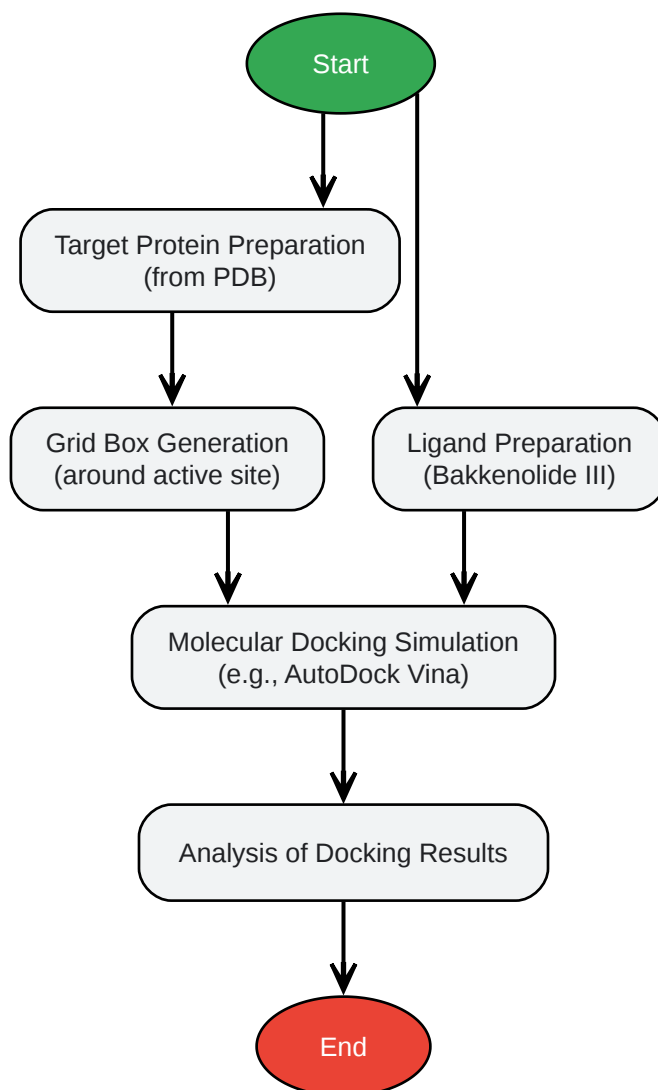 Start
Target Protein Preparation
(from PDB)
Grid Box Generation
(around active site)
Ligand Preparation
(Bakkenolide III)
Molecular Docking Simulation
(e.g., AutoDock Vina)
Analysis of Docking Results
End